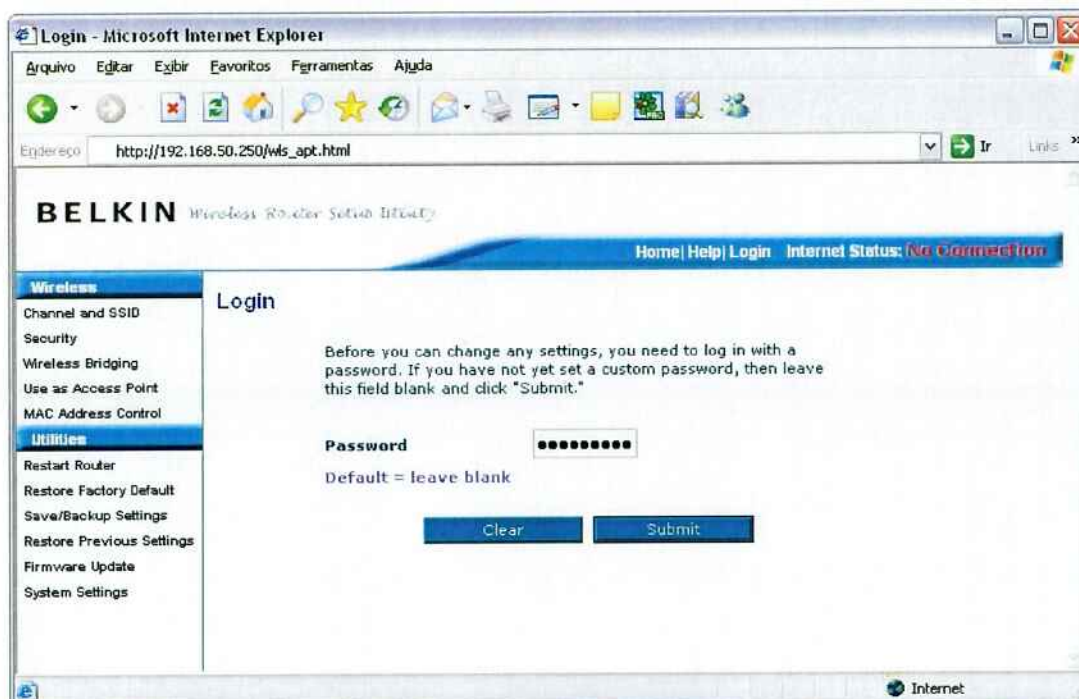 Login - Microsoft Internet Explorer
Arquivo Editar Exibir Favoritos Ferramentas Ajuda
Endereço http://192.168.50.250/wls_apt.html Ir Links »
BELKIN Wireless Router Setup Utility
Home| Help| Login Internet Status: No Connection
Wireless
Channel and SSID
Security
Wireless Bridging
Use as Access Point
MAC Address Control
Utilities
Restart Router
Restore Factory Default
Save/Backup Settings
Restore Previous Settings
Firmware Update
System Settings
Login
Before you can change any settings, you need to log in with a
password. If you have not yet set a custom password, then leave
this field blank and click "Submit."
Password ●●●●●●●●●
Default = leave blank
Clear Submit
Internet